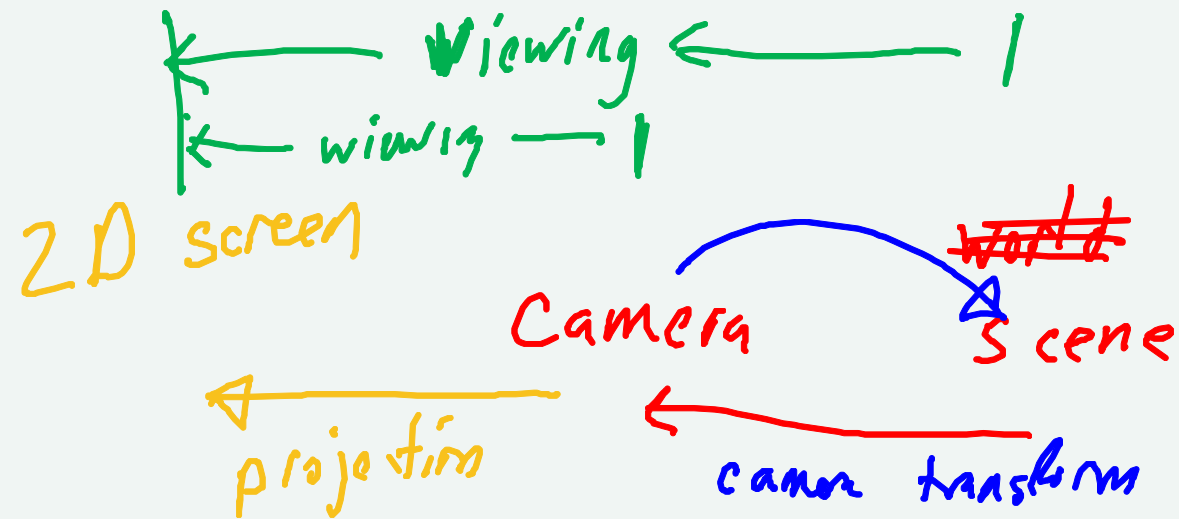 Viewing
viewing
2D screen
world
Camera
Scene
projection
camera transform